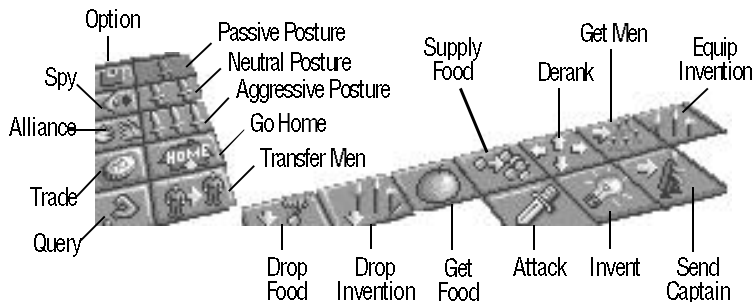 Option
Passive Posture
Neutral Posture
Aggressive Posture
Spy
Alliance
Go Home
HOME
Transfer Men
Trade
Query
Supply
Food
Derank
Get Men
Equip
Invention
Drop
Food
Drop
Invention
Get
Food
Attack
Invent
Send
Captain